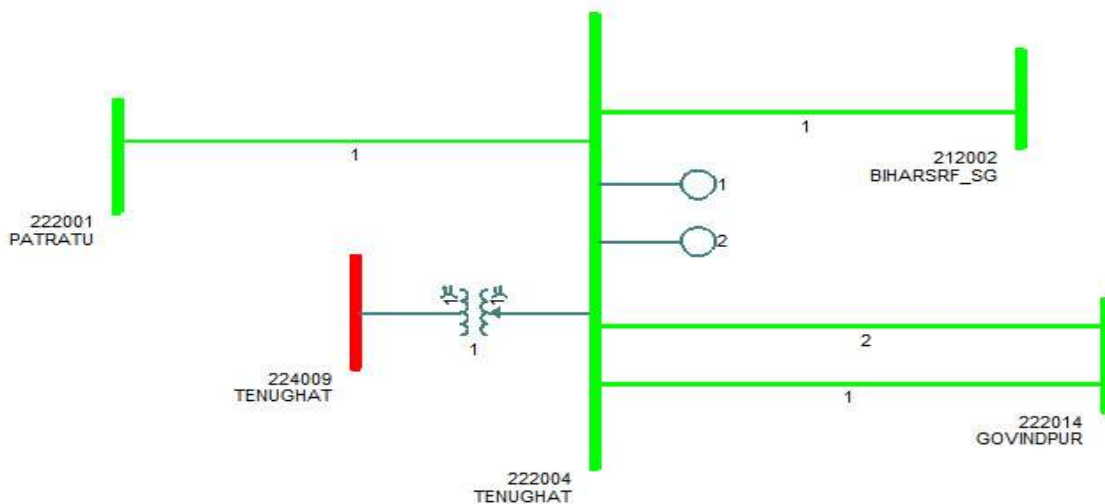 1
212002
BIHARSRF_SG
1
222001
PATRATU
1
2
2
1
224009
TENUGHAT
1
222014
GOVINDPUR
222004
TENUGHAT